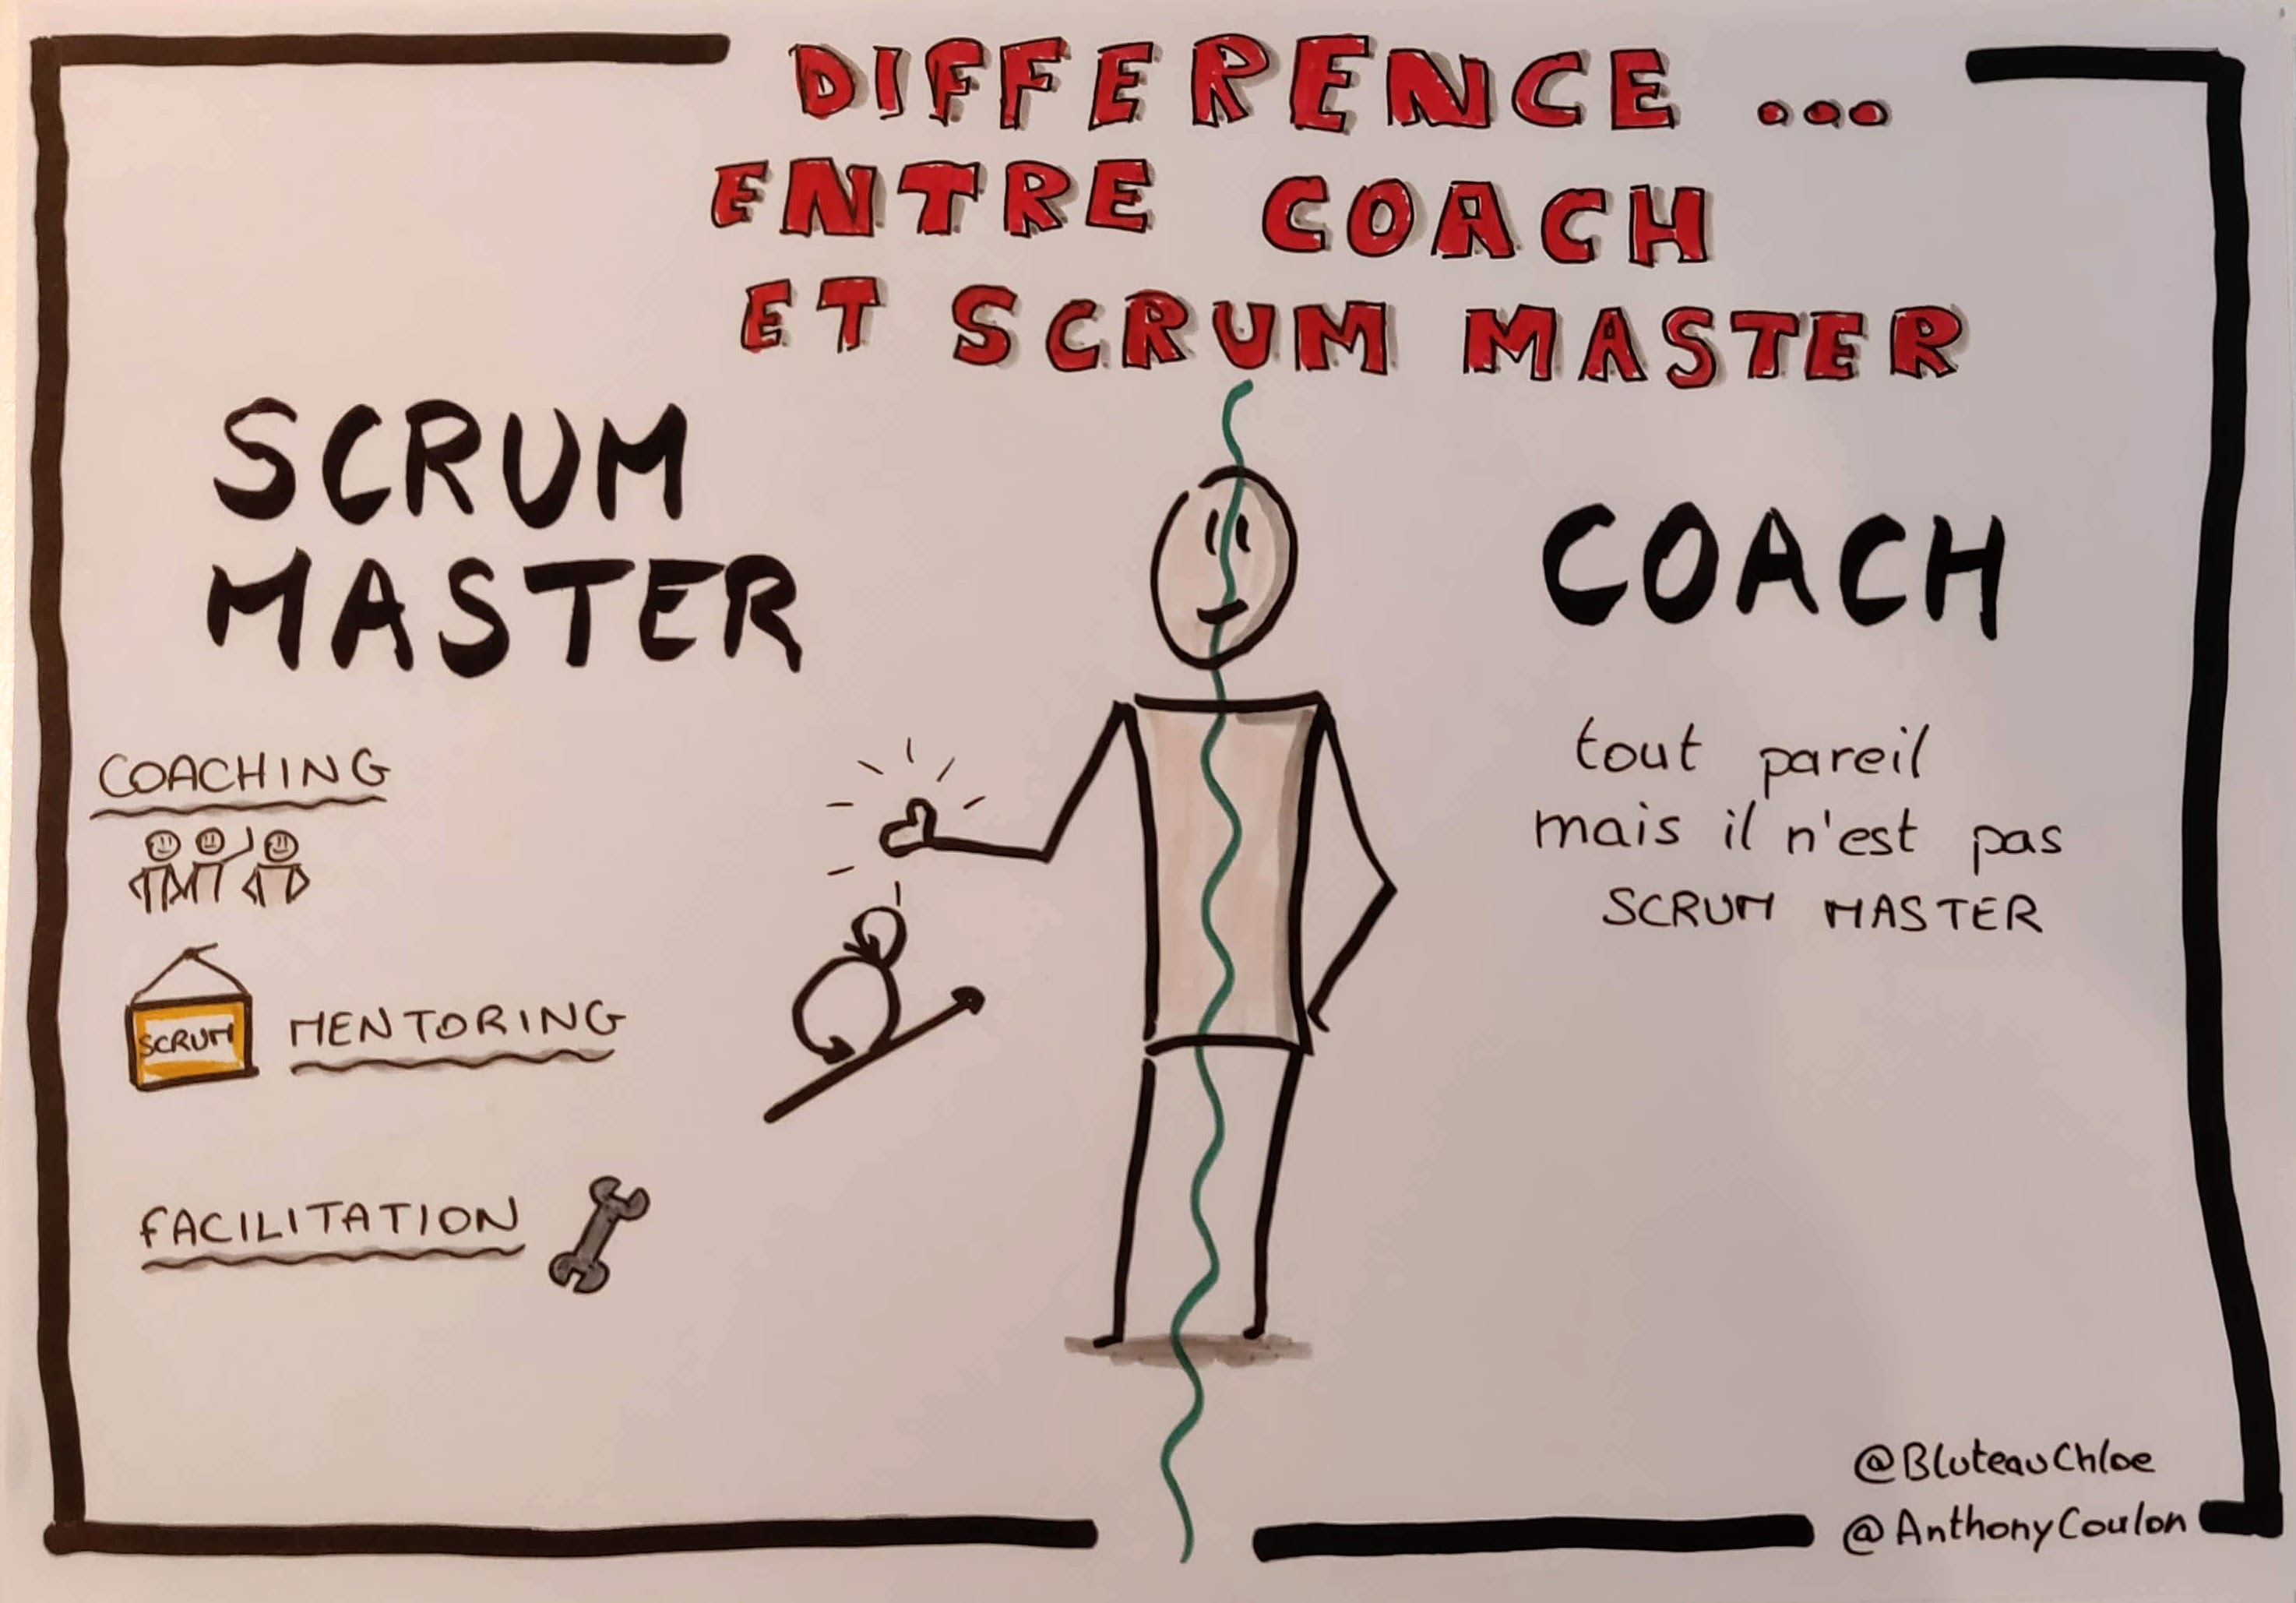 DIFFERENCE ...
ENTRE COACH
ET SCRUM MASTER
SCRUM
MASTER
COACHING
SCRUM
MENTORING
FACILITATION
COACH
tout pareil
mais il n'est pas
SCRUM MASTER
@BluteauChloe
@AnthonyCoulon